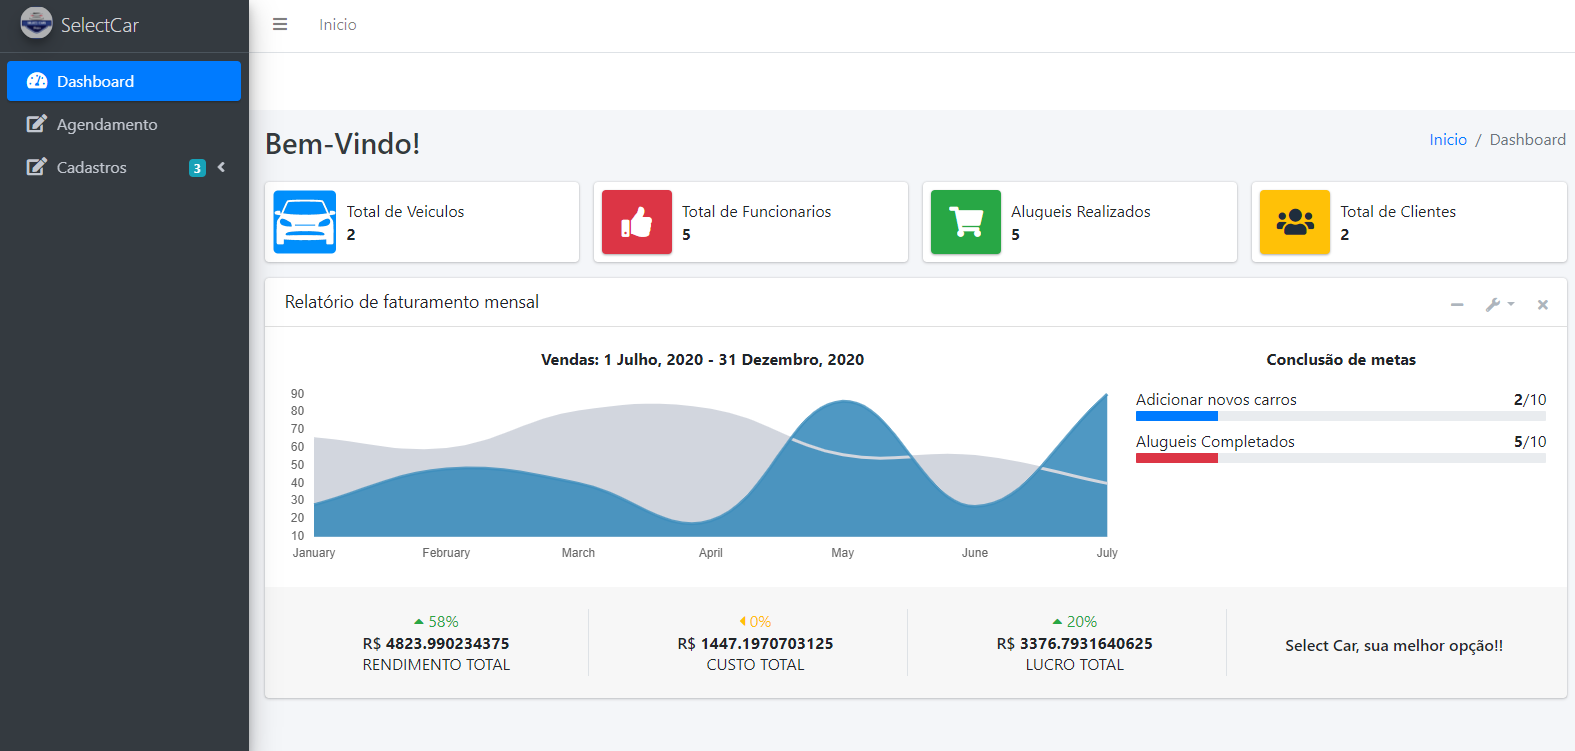 SelectCar
Inicio
Dashboard
Agendamento
Cadastros 3
Bem-Vindo!
Inicio / Dashboard
Total de Veiculos
2
Total de Funcionarios
5
Alugueis Realizados
5
Total de Clientes
2
Relatório de faturamento mensal
Vendas: 1 Julho, 2020 - 31 Dezembro, 2020
90
80
70
60
50
40
30
20
10
January February March April May June July
Conclusão de metas
Adicionar novos carros 2/10
Alugueis Completados 5/10
58%
R$ 4823.990234375
RENDIMENTO TOTAL
0%
R$ 1447.1970703125
CUSTO TOTAL
20%
R$ 3376.7931640625
LUCRO TOTAL
Select Car, sua melhor opção!!